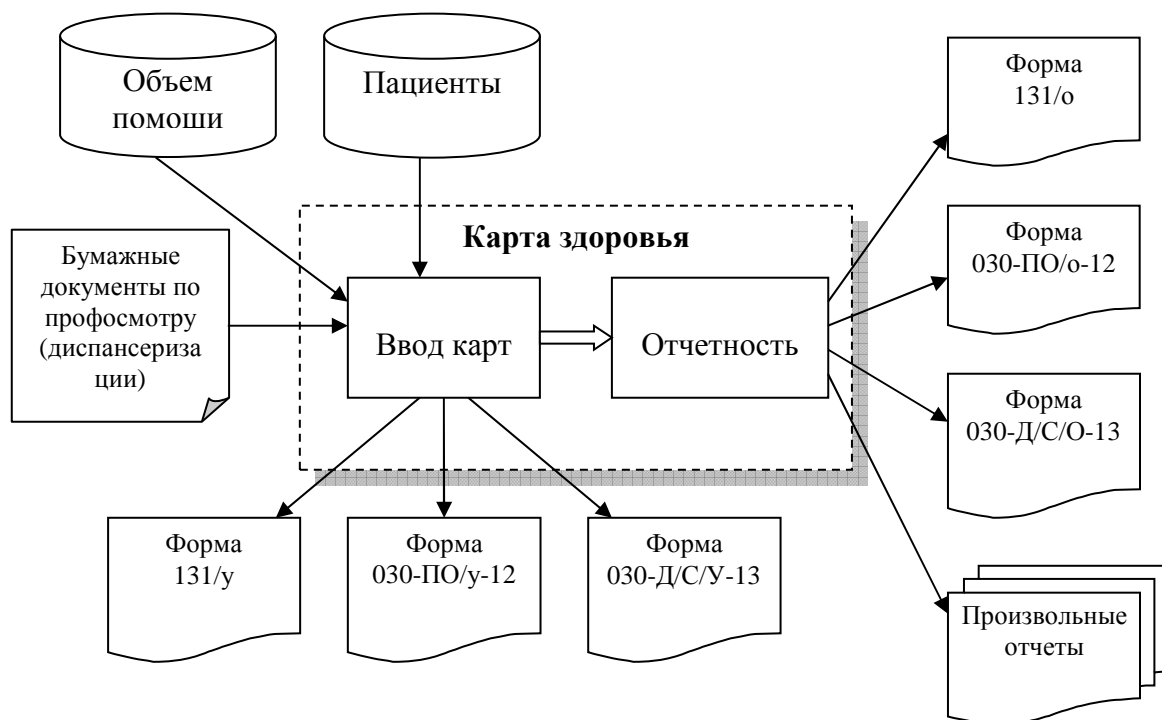 Объем
помоши
Пациенты
Форма
131/о
Карта здоровья
Бумажные
документы по
профосмотру
(диспансериза
ции)
Ввод карт
Отчетность
Форма
030-ПО/о-12
Форма
030-Д/С/О-13
Форма
131/у
Форма
030-ПО/у-12
Форма
030-Д/С/У-13
Произвольные
отчеты